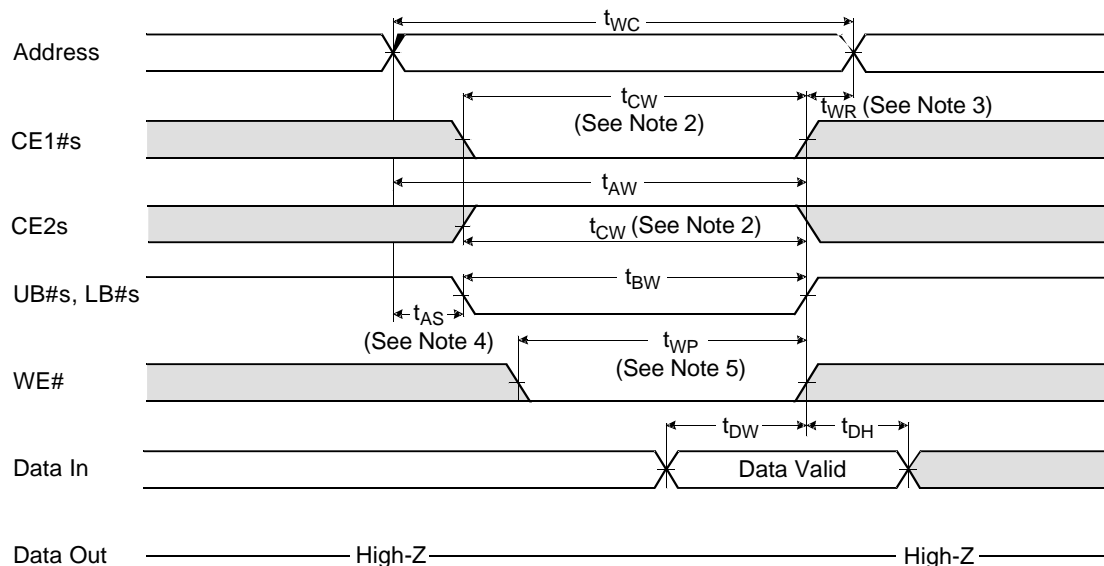 tWC
Address
tCW
(See Note 2)
tWR (See Note 3)
CE1#s
tAW
CE2s
tCW (See Note 2)
UB#s, LB#s
tBW
tAS
(See Note 4)
tWP
(See Note 5)
WE#
tDW
tDH
Data In
Data Valid
Data Out
High-Z
High-Z